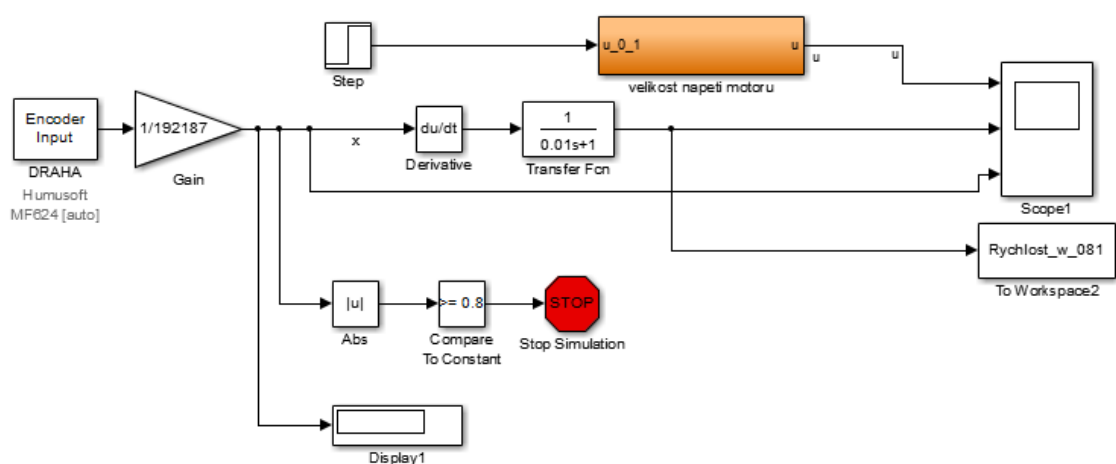 Step
u_0_1
u
velikost napeti motoru
u
u
Encoder
Input
DRAHA
Humusoft
MF624 [auto]
1/192187
Gain
x
du/dt
Derivative
1
0.01s+1
Transfer Fcn
Scope1
Rychlost_w_081
To Workspace2
|u|
Abs
>= 0.8
Compare
To Constant
STOP
Stop Simulation
Display1